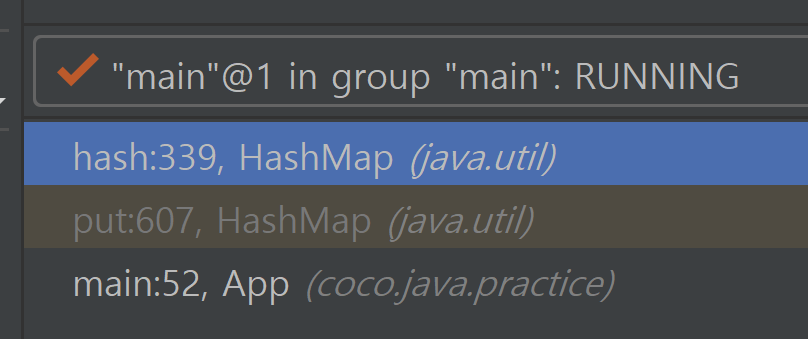 "main"@1 in group "main": RUNNING
hash:339, HashMap (java.util)
put:607, HashMap (java.util)
main:52, App (coco.java.practice)